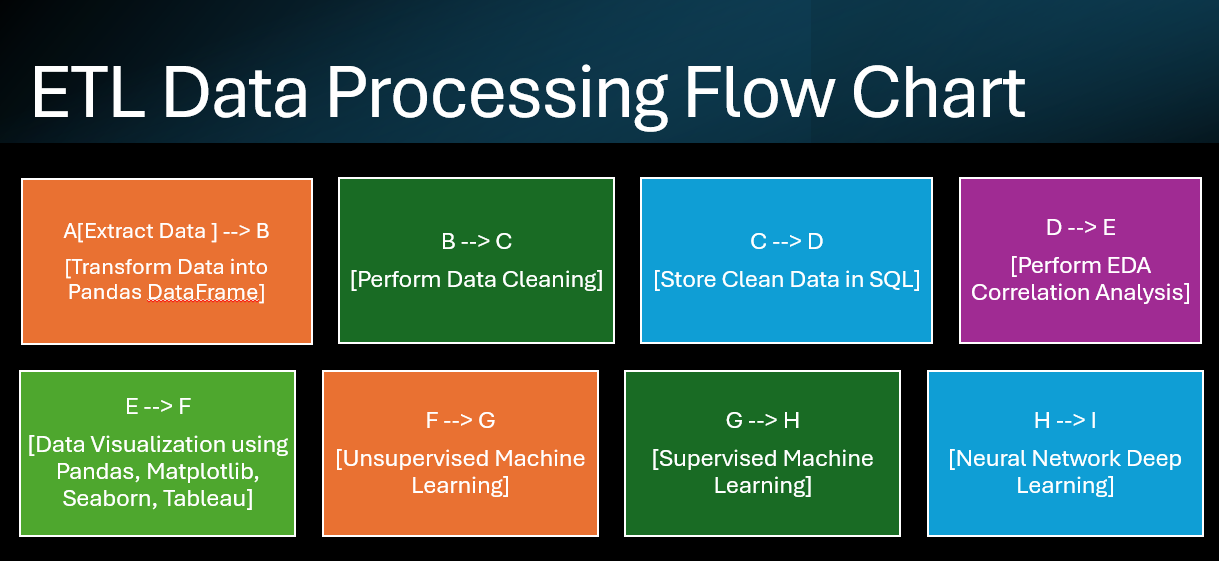 ETL Data Processing Flow Chart
A[Extract Data ] --> B
[Transform Data into
Pandas DataFrame]
B --> C
[Perform Data Cleaning]
C --> D
[Store Clean Data in SQL]
D --> E
[Perform EDA
Correlation Analysis]
E --> F
[Data Visualization using
Pandas, Matplotlib,
Seaborn, Tableau]
F --> G
[Unsupervised Machine
Learning]
G --> H
[Supervised Machine
Learning]
H --> I
[Neural Network Deep
Learning]